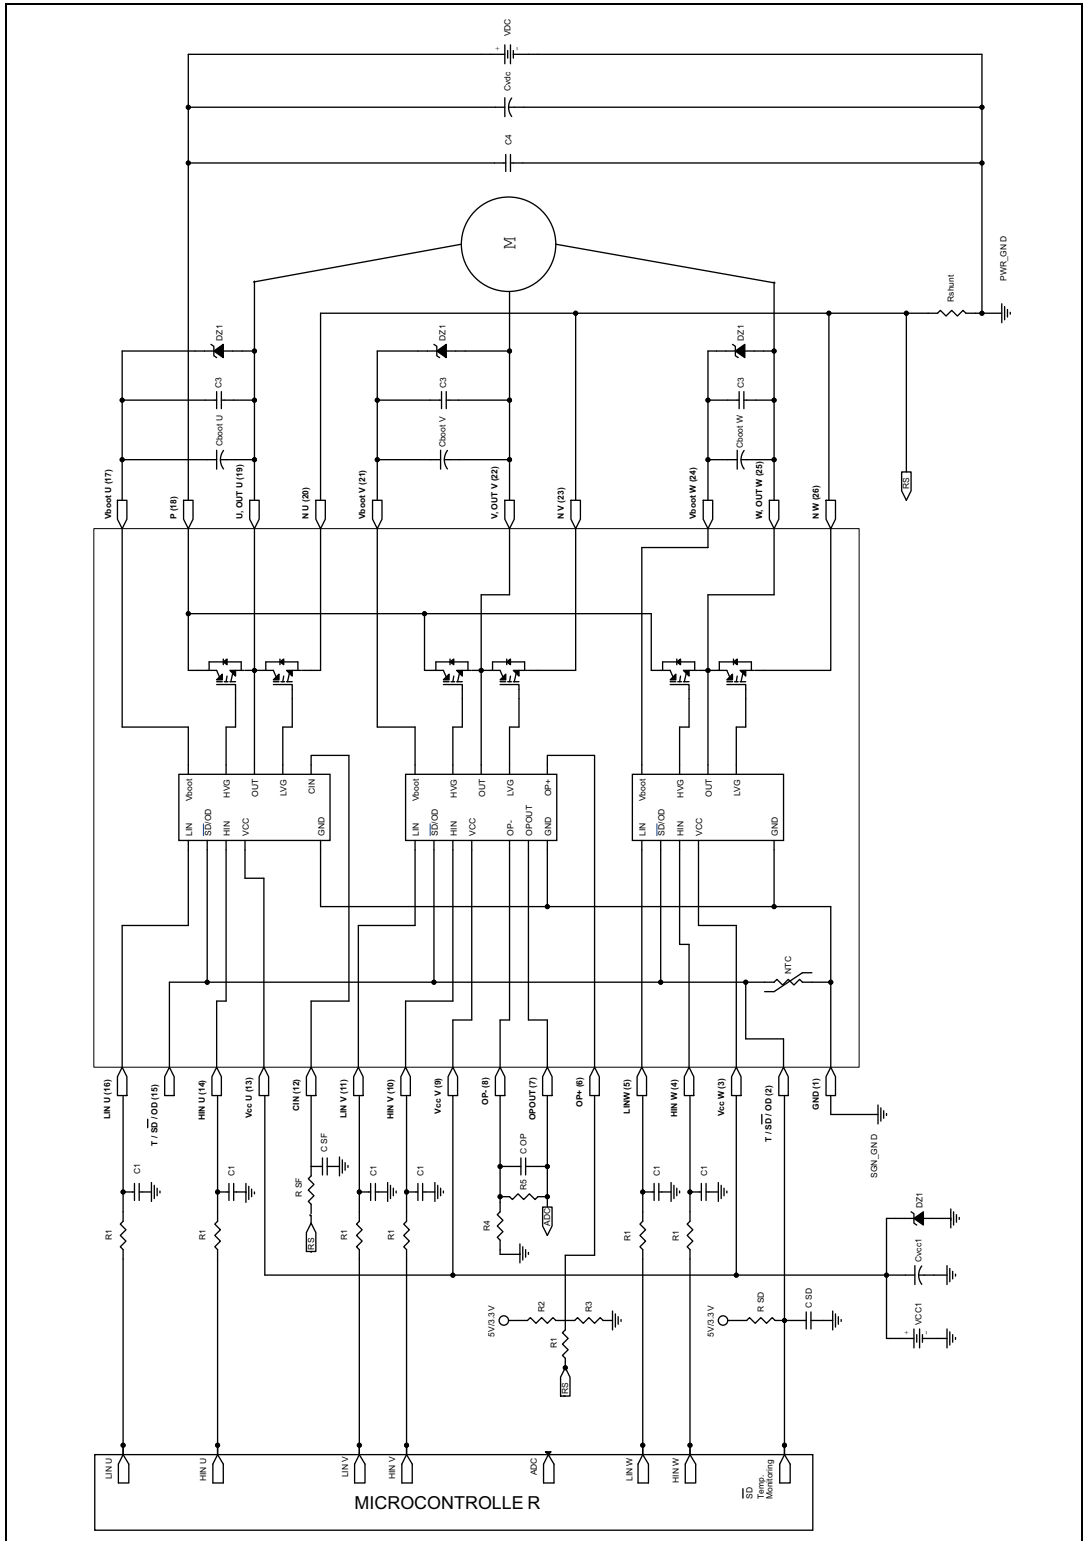 VDC
+
-
Cvdc
C4
M
PWR_GND
Rshunt
DZ1
C3
Cboot U
DZ1
C3
Cboot V
DZ1
C3
Cboot W
RS
Vboot U (17)
P (18)
U, OUT U (19)
N U (20)
Vboot V (21)
V, OUT V (22)
N V (23)
Vboot W (24)
W, OUT W (25)
N W (26)
Vboot
HVG
OUT
LVG
CIN
LIN
SD/OD
HIN
VCC
GND
Vboot
HVG
OUT
LVG
OP+
LIN
SD/OD
HIN
VCC
OP-
OPOUT
GND
Vboot
HVG
OUT
LVG
LIN
SD/OD
HIN
VCC
GND
NTC
LIN U (16)
T / SD / OD (15)
HIN U (14)
Vcc U (13)
CIN (12)
LIN V (11)
HIN V (10)
Vcc V (9)
OP- (8)
OPOUT (7)
OP+ (6)
LINW (5)
HIN W (4)
Vcc W (3)
T / SD / OD (2)
GND (1)
SGN_GND
C1
R1
C1
R1
C SF
R SF
RS
C1
R1
C1
R1
C OP
R5
R4
ADC
C1
R1
C1
R1
DZ1
Cvcc1
VCC1
+
-
5V/3.3V
R2
R3
R1
RS
5V/3.3V
R SD
C SD
LIN U
HIN U
LIN V
HIN V
ADC
LIN W
HIN W
SD
Temp.
Monitoring
MICROCONTROLLE R